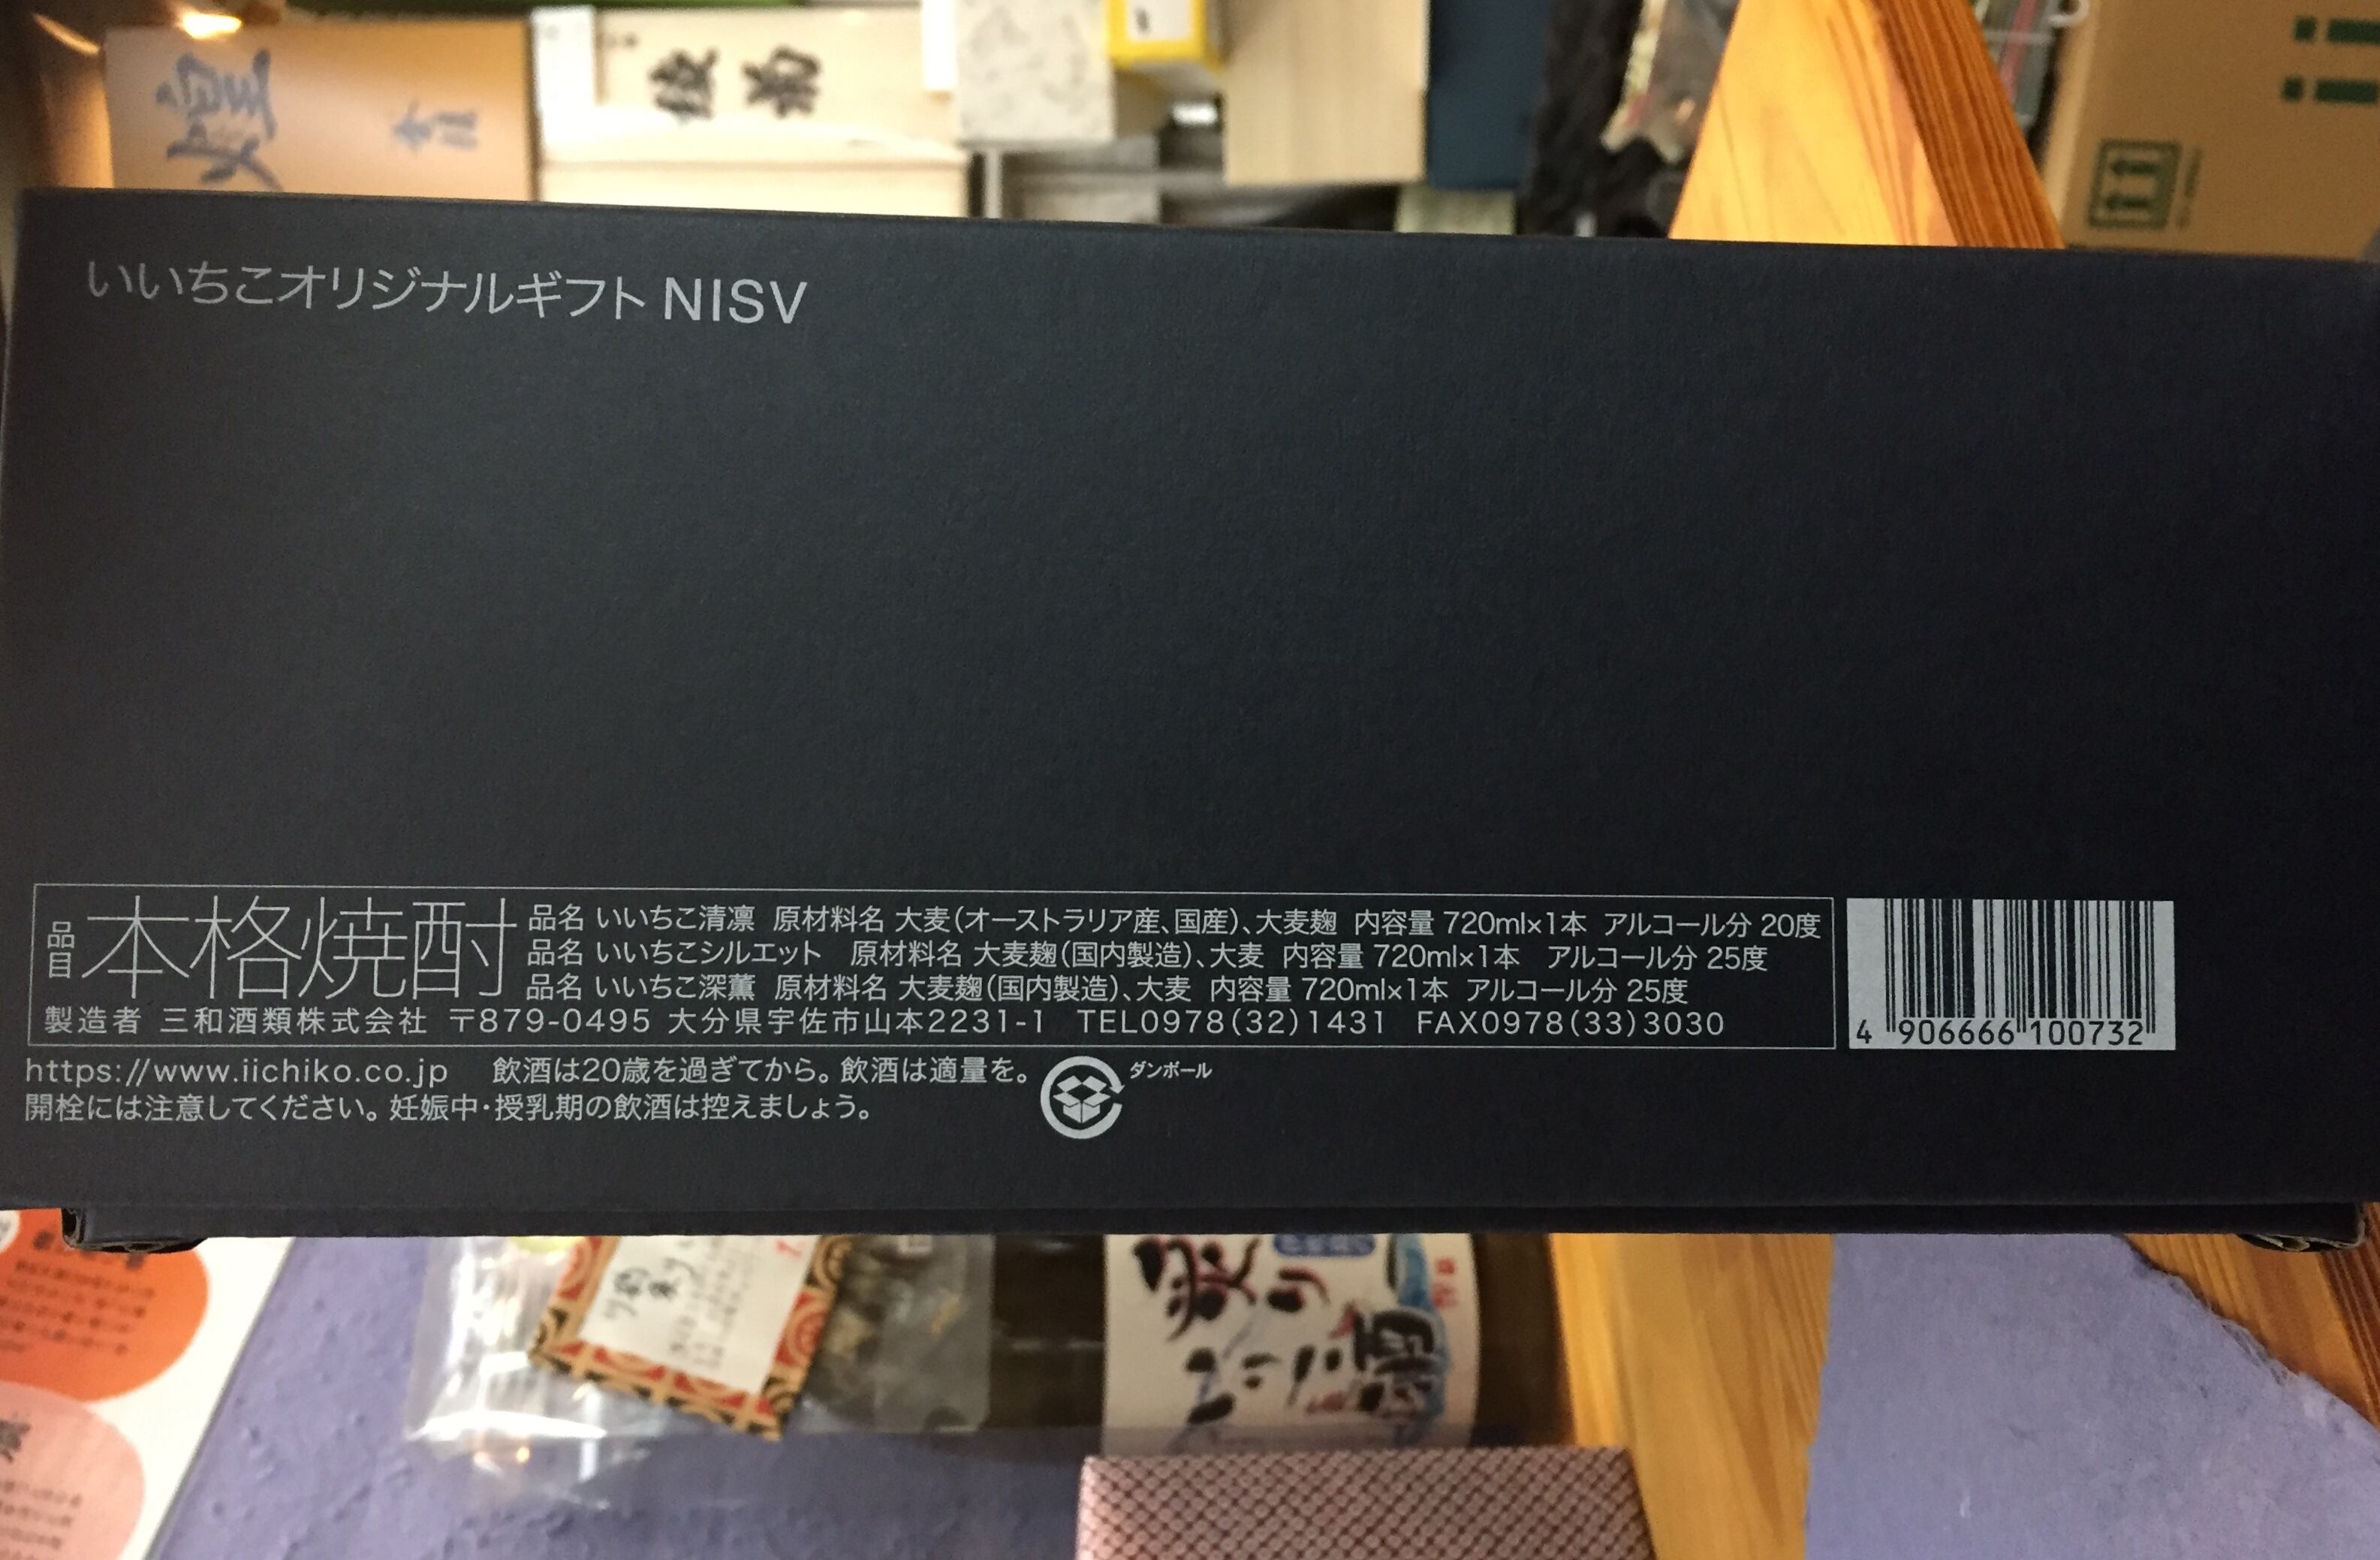 いいちこオリジナルギフト NISV
品目 本格焼酎
品名 いいちこ清凛 原材料名 大麦(オーストラリア産、国産)、大麦麹 内容量 720ml×1本 アルコール分 20度
品名 いいちこシルエット 原材料名 大麦麹(国内製造)、大麦 内容量 720ml×1本 アルコール分 25度
品名 いいちこ深薫 原材料名 大麦麹(国内製造)、大麦 内容量 720ml×1本 アルコール分 25度
製造者 三和酒類株式会社 〒879-0495 大分県宇佐市山本2231-1 TEL0978(32)1431 FAX0978(33)3030
4 906666 100732
https://www.iichiko.co.jp 飲酒は20歳を過ぎてから。飲酒は適量を。
ダンボール
開栓には注意してください。妊娠中・授乳期の飲酒は控えましょう。